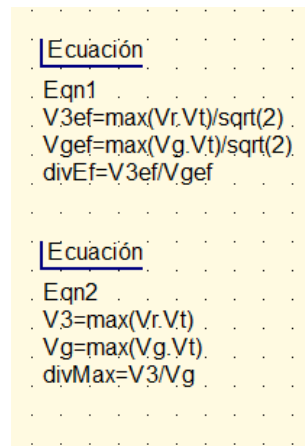 Ecuación
Eqn1
V3ef=max(Vr.Vt)/sqrt(2)
Vgef=max(Vg.Vt)/sqrt(2)
divEf=V3ef/Vgef
Ecuación
Eqn2
V3=max(Vr.Vt)
Vg=max(Vg.Vt)
divMax=V3/Vg